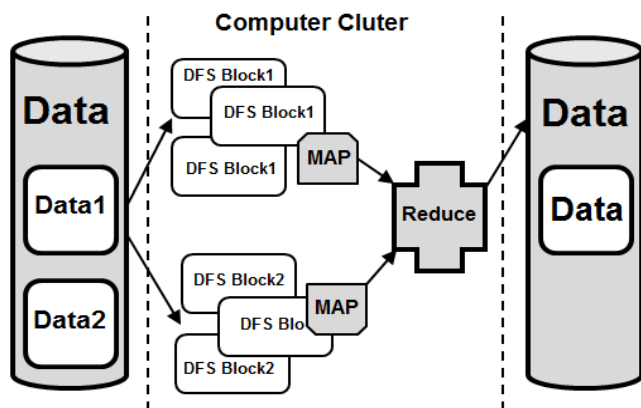 Computer Cluter
Data
Data1
Data2
DFS Block1
DFS Block1
DFS Block1
MAP
DFS Block2
DFS Blo
MAP
DFS Block2
Reduce
Data
Data